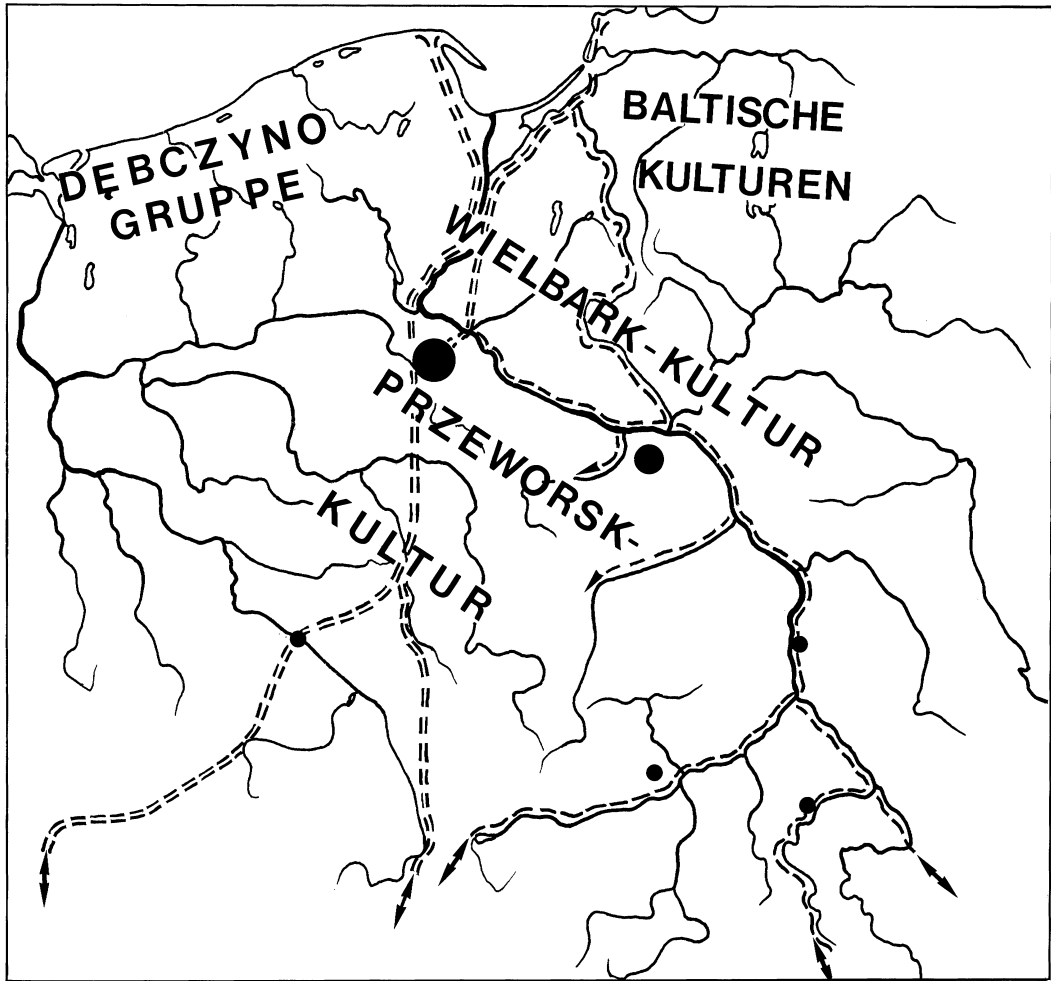 DĘBCZYNO
GRUPPE
BALTISCHE
KULTUREN
WIELBARK-KULTUR
PRZEWORSK-
KULTUR